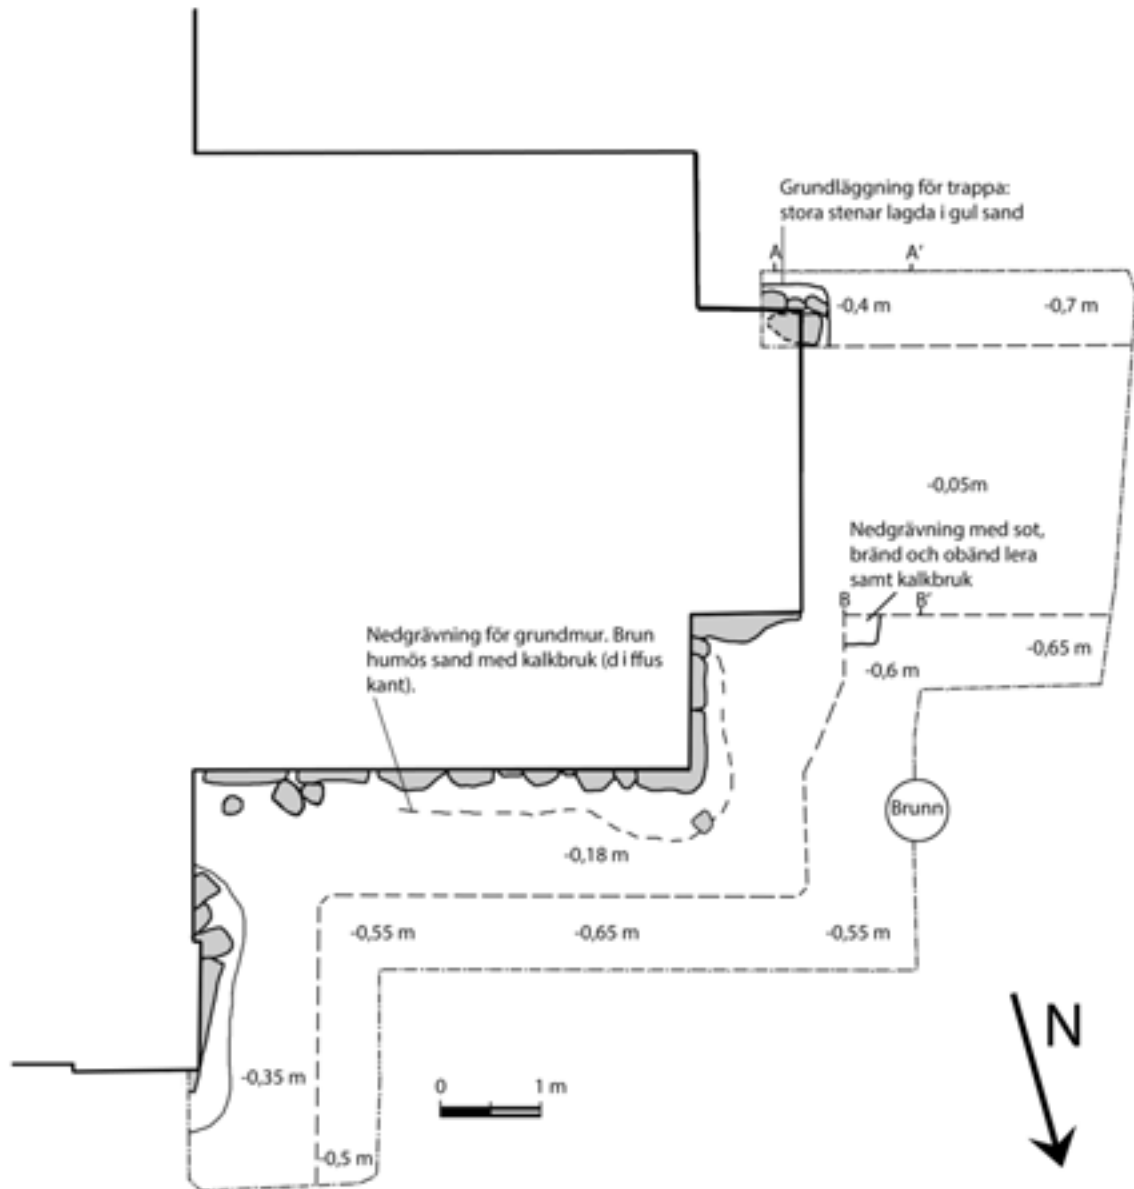 Grundläggning för trappa:
stora stenar lagda i gul sand
A A'
-0,4 m -0,7 m
-0,05m
Nedgrävning med sot,
bränd och obänd lera
samt kalkbruk
B B'
Nedgrävning för grundmur. Brun
humös sand med kalkbruk (d i ffus
kant).
-0,65 m
-0,6 m
Brunn
-0,18 m
-0,55 m -0,65 m -0,55 m
N
-0,35 m
0 1 m
-0,5 m